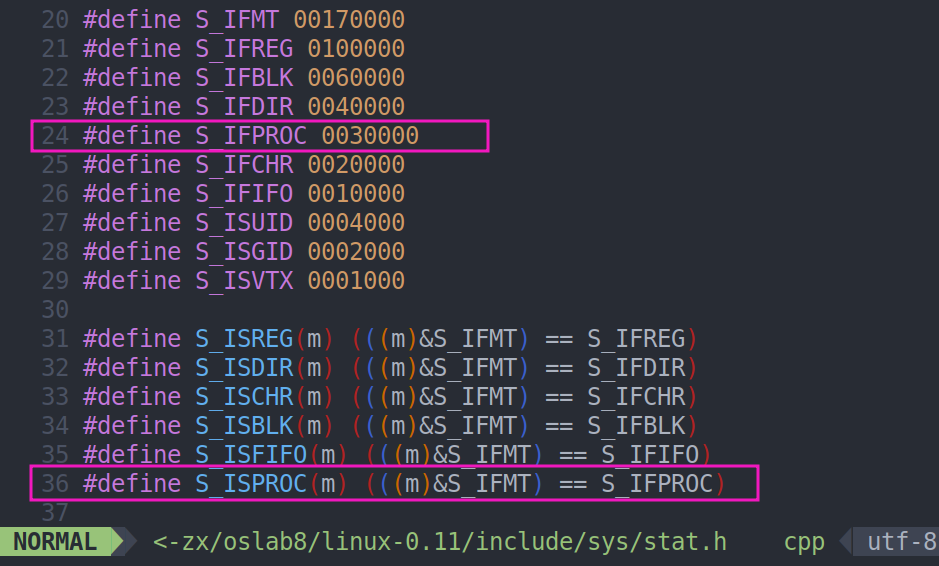 20 #define S_IFMT 00170000
21 #define S_IFREG 0100000
22 #define S_IFBLK 0060000
23 #define S_IFDIR 0040000
24 #define S_IFPROC 0030000
25 #define S_IFCHR 0020000
26 #define S_IFIFO 0010000
27 #define S_ISUID 0004000
28 #define S_ISGID 0002000
29 #define S_ISVTX 0001000
30
31 #define S_ISREG(m) (((m)&S_IFMT) == S_IFREG)
32 #define S_ISDIR(m) (((m)&S_IFMT) == S_IFDIR)
33 #define S_ISCHR(m) (((m)&S_IFMT) == S_IFCHR)
34 #define S_ISBLK(m) (((m)&S_IFMT) == S_IFBLK)
35 #define S_ISFIFO(m) (((m)&S_IFMT) == S_IFIFO)
36 #define S_ISPROC(m) (((m)&S_IFMT) == S_IFPROC)
37
NORMAL <-zx/oslab8/linux-0.11/include/sys/stat.h cpp utf-8